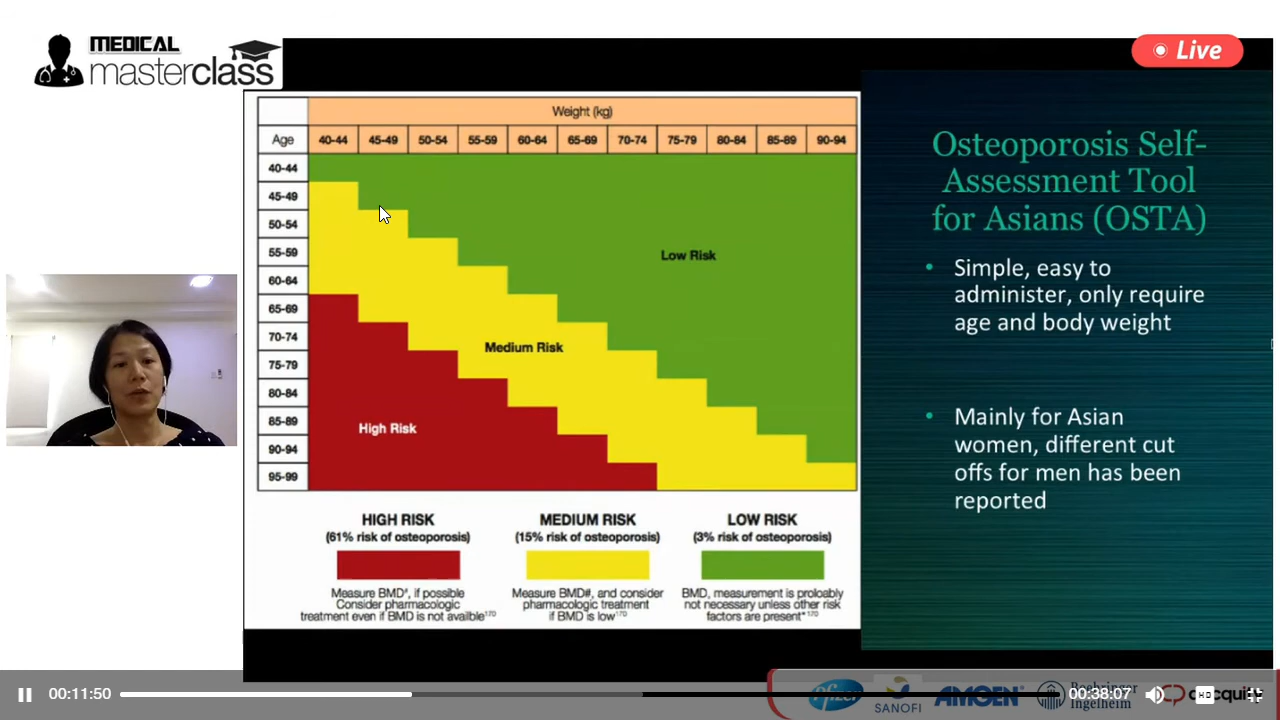 MEDICAL
masterclass
Live
Weight (kg)
Age 40-44 45-49 50-54 55-59 60-64 65-69 70-74 75-79 80-84 85-89 90-94
40-44
45-49
50-54
55-59
60-64
65-69
70-74
75-79
80-84
85-89
90-94
95-99
Low Risk
Medium Risk
High Risk
HIGH RISK
(61% risk of osteoporosis)
Measure BMD*, if possible
Consider pharmacologic
treatment even if BMD is not availble¹⁷⁰
MEDIUM RISK
(15% risk of osteoporosis)
Measure BMD#, and consider
pharmacologic treatment
if BMD is low¹⁷⁰
LOW RISK
(3% risk of osteoporosis)
BMD, measurement is proloably
not necessary unless other risk
factors are present*¹⁷⁰
Osteoporosis Self-
Assessment Tool
for Asians (OSTA)
• Simple, easy to
administer, only require
age and body weight
• Mainly for Asian
women, different cut
offs for men has been
reported
00:11:50
00:38:07
HD
Pfizer
SANOFI
AMGEN
Boehringer
Ingelheim